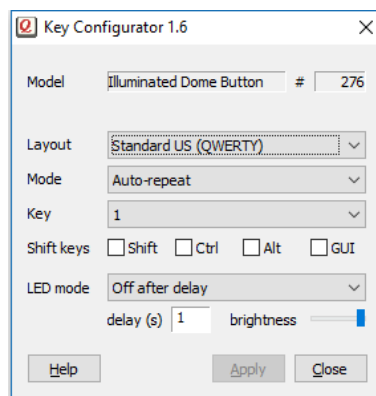 Key Configurator 1.6
Model Illuminated Dome Button # 276
Layout Standard US (QWERTY)
Mode Auto-repeat
Key 1
Shift keys Shift Ctrl Alt GUI
LED mode Off after delay
delay (s) 1 brightness
Help Apply Close